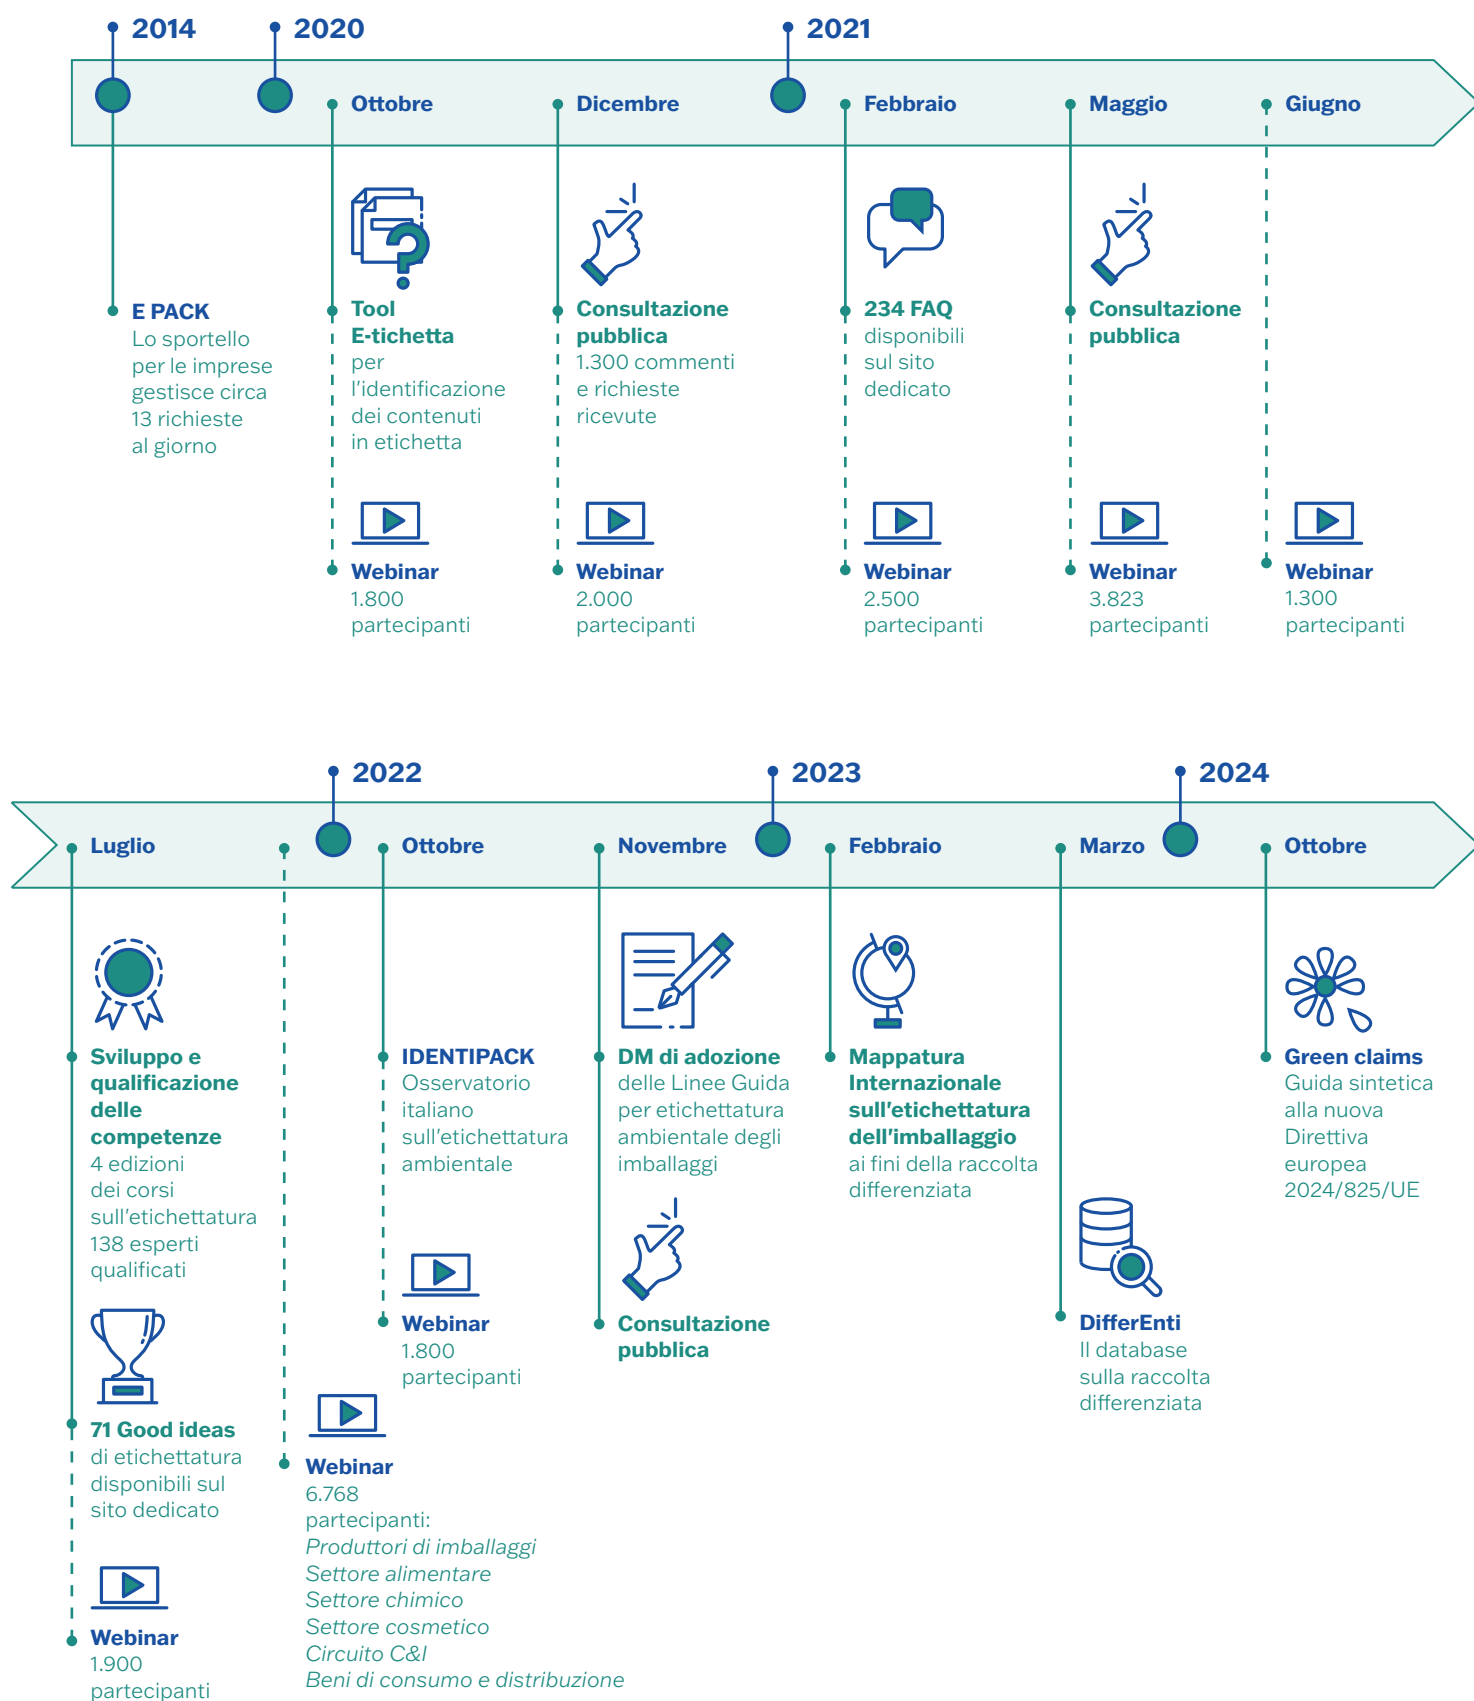 2014
2020
2021
Ottobre
Dicembre
Febbraio
Maggio
Giugno
E PACK
Lo sportello
per le imprese
gestisce circa
13 richieste
al giorno
Tool
E-tichetta
per
l'identificazione
dei contenuti
in etichetta
Webinar
1.800
partecipanti
Consultazione
pubblica
1.300 commenti
e richieste
ricevute
Webinar
2.000
partecipanti
234 FAQ
disponibili
sul sito
dedicato
Webinar
2.500
partecipanti
Consultazione
pubblica
Webinar
3.823
partecipanti
Webinar
1.300
partecipanti
2022
2023
2024
Luglio
Ottobre
Novembre
Febbraio
Marzo
Ottobre
Sviluppo e
qualificazione
delle
competenze
4 edizioni
dei corsi
sull'etichettatura
138 esperti
qualificati
71 Good ideas
di etichettatura
disponibili sul
sito dedicato
Webinar
1.900
partecipanti
Webinar
6.768
partecipanti:
Produttori di imballaggi
Settore alimentare
Settore chimico
Settore cosmetico
Circuito C&I
Beni di consumo e distribuzione
IDENTIPACK
Osservatorio
italiano
sull'etichettatura
ambientale
Webinar
1.800
partecipanti
DM di adozione
delle Linee Guida
per etichettatura
ambientale degli
imballaggi
Consultazione
pubblica
Mappatura
Internazionale
sull'etichettatura
dell'imballaggio
ai fini della raccolta
differenziata
DifferEnti
Il database
sulla raccolta
differenziata
Green claims
Guida sintetica
alla nuova
Direttiva
europea
2024/825/UE